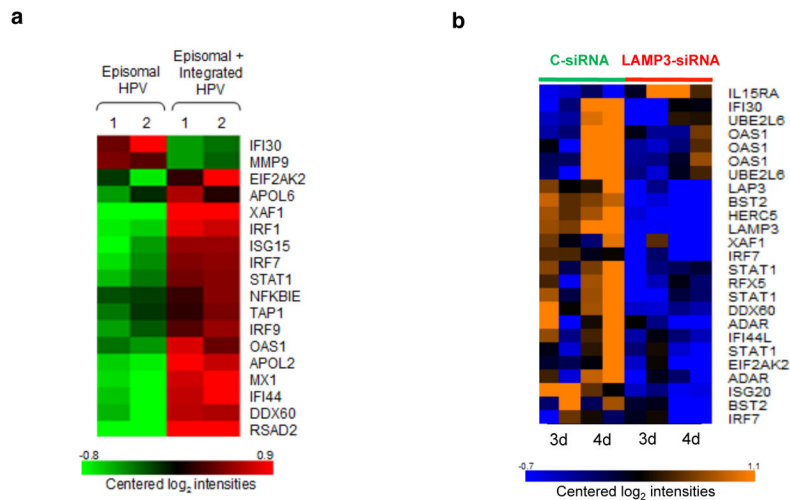 a
Episomal HPV
Episomal + Integrated HPV
1 2 1 2
IFI30
MMP9
EIF2AK2
APOL6
XAF1
IRF1
ISG15
IRF7
STAT1
NFKBIE
TAP1
IRF9
OAS1
APOL2
MX1
IFI44
DDX60
RSAD2
-0.8 0.9
Centered log2 intensities
b
C-siRNA LAMP3-siRNA
IL15RA
IFI30
UBE2L6
OAS1
OAS1
OAS1
UBE2L6
LAP3
BST2
HERC5
LAMP3
XAF1
IRF7
STAT1
RFX5
STAT1
DDX60
ADAR
IFI44L
STAT1
EIF2AK2
ADAR
ISG20
BST2
IRF7
3d 4d 3d 4d
-0.7 1.1
Centered log2 intensities